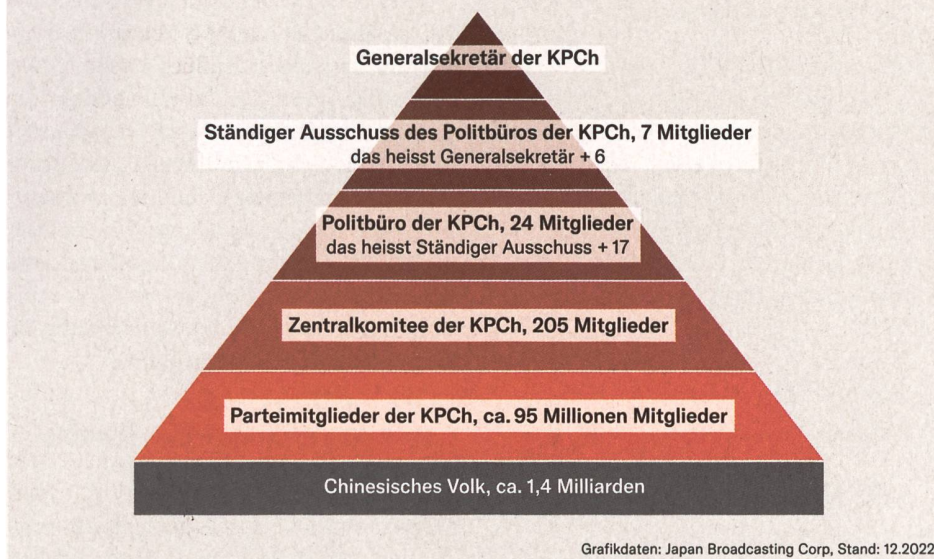 Generalsekretär der KPCh
Ständiger Ausschuss des Politbüros der KPCh, 7 Mitglieder
das heisst Generalsekretär + 6
Politbüro der KPCh, 24 Mitglieder
das heisst Ständiger Ausschuss + 17
Zentralkomitee der KPCh, 205 Mitglieder
Parteimitglieder der KPCh, ca. 95 Millionen Mitglieder
Chinesisches Volk, ca. 1,4 Milliarden
Grafikdaten: Japan Broadcasting Corp, Stand: 12.2022